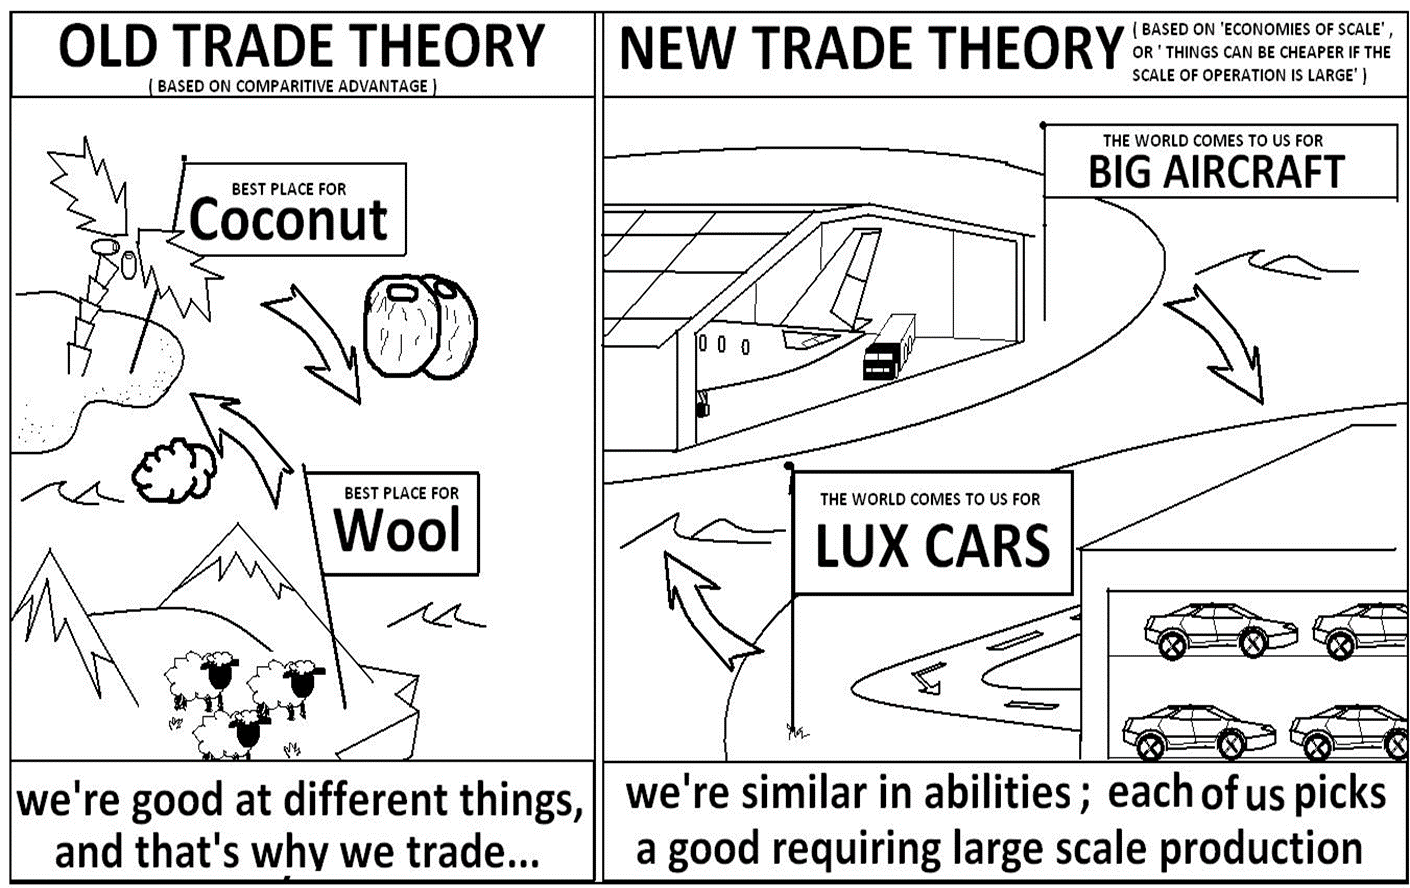 OLD TRADE THEORY
( BASED ON COMPARITIVE ADVANTAGE )
BEST PLACE FOR
Coconut
BEST PLACE FOR
Wool
we're good at different things,
and that's why we trade...
NEW TRADE THEORY
( BASED ON 'ECONOMIES OF SCALE' ,
OR ' THINGS CAN BE CHEAPER IF THE
SCALE OF OPERATION IS LARGE' )
THE WORLD COMES TO US FOR
BIG AIRCRAFT
THE WORLD COMES TO US FOR
LUX CARS
we're similar in abilities ; each of us picks
a good requiring large scale production